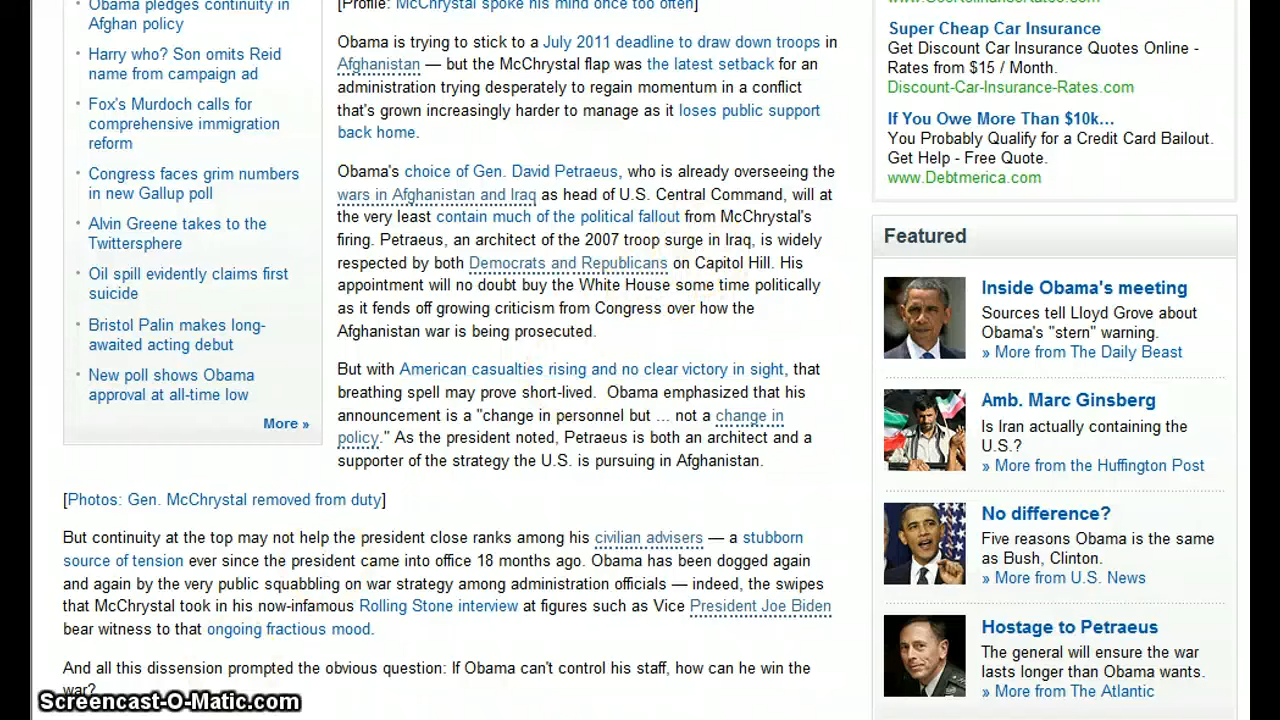 Obama pledges continuity in
Afghan policy
Harry who? Son omits Reid
name from campaign ad
Fox's Murdoch calls for
comprehensive immigration
reform
Congress faces grim numbers
in new Gallup poll
Alvin Greene takes to the
Twittersphere
Oil spill evidently claims first
suicide
Bristol Palin makes long-
awaited acting debut
New poll shows Obama
approval at all-time low
More »
[Profile: McChrystal spoke his mind once too often]
Obama is trying to stick to a July 2011 deadline to draw down troops in
Afghanistan — but the McChrystal flap was the latest setback for an
administration trying desperately to regain momentum in a conflict
that's grown increasingly harder to manage as it loses public support
back home.
Obama's choice of Gen. David Petraeus, who is already overseeing the
wars in Afghanistan and Iraq as head of U.S. Central Command, will at
the very least contain much of the political fallout from McChrystal's
firing. Petraeus, an architect of the 2007 troop surge in Iraq, is widely
respected by both Democrats and Republicans on Capitol Hill. His
appointment will no doubt buy the White House some time politically
as it fends off growing criticism from Congress over how the
Afghanistan war is being prosecuted.
But with American casualties rising and no clear victory in sight, that
breathing spell may prove short-lived.  Obama emphasized that his
announcement is a "change in personnel but ... not a change in
policy." As the president noted, Petraeus is both an architect and a
supporter of the strategy the U.S. is pursuing in Afghanistan.
[Photos: Gen. McChrystal removed from duty]
But continuity at the top may not help the president close ranks among his civilian advisers — a stubborn
source of tension ever since the president came into office 18 months ago. Obama has been dogged again
and again by the very public squabbling on war strategy among administration officials — indeed, the swipes
that McChrystal took in his now-infamous Rolling Stone interview at figures such as Vice President Joe Biden
bear witness to that ongoing fractious mood.
And all this dissension prompted the obvious question: If Obama can't control his staff, how can he win the
war?
Super Cheap Car Insurance
Get Discount Car Insurance Quotes Online -
Rates from $15 / Month.
Discount-Car-Insurance-Rates.com
If You Owe More Than $10k...
You Probably Qualify for a Credit Card Bailout.
Get Help - Free Quote.
www.Debtmerica.com
Featured
Inside Obama's meeting
Sources tell Lloyd Grove about
Obama's "stern" warning.
» More from The Daily Beast
Amb. Marc Ginsberg
Is Iran actually containing the
U.S.?
» More from the Huffington Post
No difference?
Five reasons Obama is the same
as Bush, Clinton.
» More from U.S. News
Hostage to Petraeus
The general will ensure the war
lasts longer than Obama wants.
» More from The Atlantic
Screencast-O-Matic.com